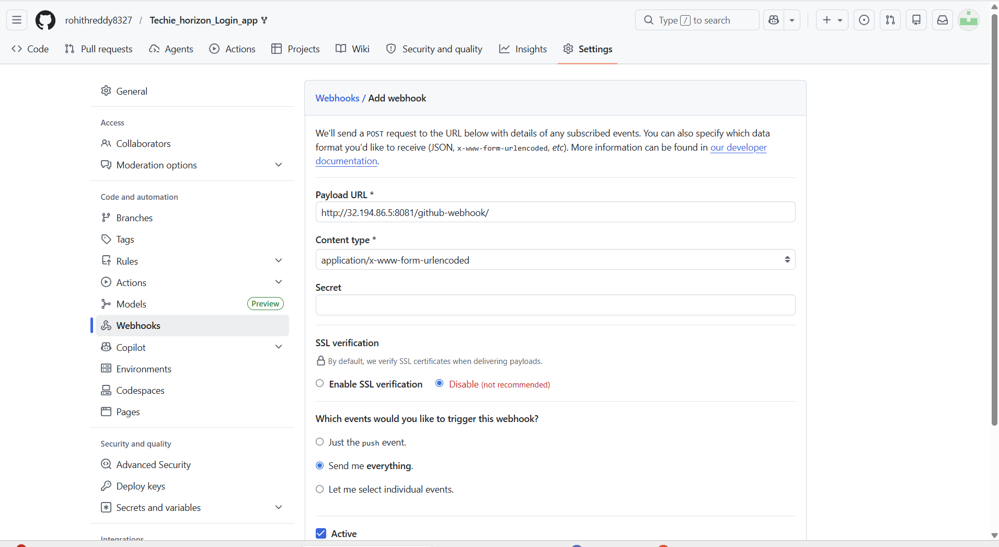 rohithreddy8327 / Techie_horizon_Login_app
Type / to search
Code Pull requests Agents Actions Projects Wiki Security and quality Insights Settings
General
Access
Collaborators
Moderation options
Code and automation
Branches
Tags
Rules
Actions
Models Preview
Webhooks
Copilot
Environments
Codespaces
Pages
Security and quality
Advanced Security
Deploy keys
Secrets and variables
Integrations
Webhooks / Add webhook
We'll send a POST request to the URL below with details of any subscribed events. You can also specify which data
format you'd like to receive (JSON, x-www-form-urlencoded, etc). More information can be found in our developer
documentation.
Payload URL *
http://32.194.86.5:8081/github-webhook/
Content type *
application/x-www-form-urlencoded
Secret
SSL verification
By default, we verify SSL certificates when delivering payloads.
Enable SSL verification Disable (not recommended)
Which events would you like to trigger this webhook?
Just the push event.
Send me everything.
Let me select individual events.
Active